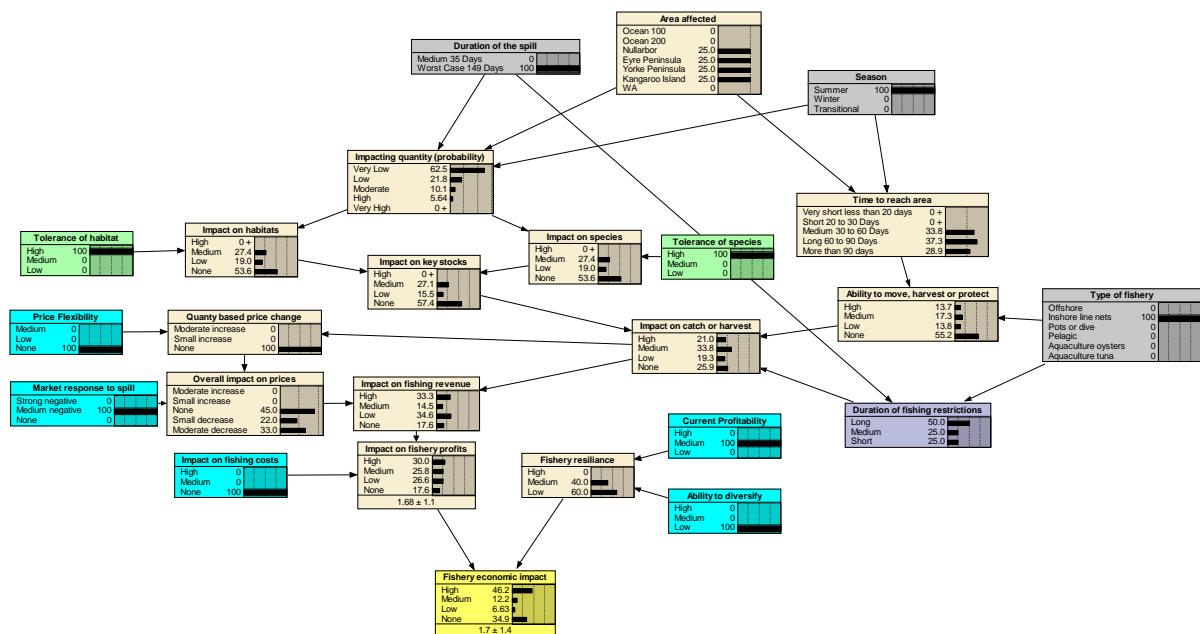 Area affected
Ocean 100 0
Ocean 200 0
Nullarbor 25.0
Eyre Peninsula 25.0
Yorke Peninsula 25.0
Kangaroo Island 25.0
WA 0
Duration of the spill
Medium 35 Days 0
Worst Case 149 Days 100
Season
Summer 100
Winter 0
Transitional 0
Impacting quantity (probability)
Very Low 62.5
Low 21.8
Moderate 10.1
High 5.64
Very High 0 +
Time to reach area
Very short less than 20 days 0 +
Short 20 to 30 Days 0 +
Medium 30 to 60 Days 33.8
Long 60 to 90 Days 37.3
More than 90 days 28.9
Tolerance of habitat
High 100
Medium 0
Low 0
Impact on habitats
High 0 +
Medium 27.4
Low 19.0
None 53.6
Impact on species
High 0 +
Medium 27.4
Low 19.0
None 53.6
Tolerance of species
High 100
Medium 0
Low 0
Impact on key stocks
High 0 +
Medium 27.1
Low 15.5
None 57.4
Ability to move, harvest or protect
High 13.7
Medium 17.3
Low 13.8
None 55.2
Type of fishery
Offshore 0
Inshore line nets 100
Pots or dive 0
Pelagic 0
Aquaculture oysters 0
Aquaculture tuna 0
Price Flexibility
Medium 0
Low 0
None 100
Quanty based price change
Moderate increase 0
Small increase 0
None 100
Impact on catch or harvest
High 21.0
Medium 33.8
Low 19.3
None 25.9
Market response to spill
Strong negative 0
Medium negative 100
None 0
Overall impact on prices
Moderate increase 0
Small increase 0
None 45.0
Small decrease 22.0
Moderate decrease 33.0
Impact on fishing revenue
High 33.3
Medium 14.5
Low 34.6
None 17.6
Duration of fishing restrictions
Long 50.0
Medium 25.0
Short 25.0
Current Profitability
High 0
Medium 100
Low 0
Impact on fishing costs
High 0
Medium 0
None 100
Impact on fishery profits
High 30.0
Medium 25.8
Low 26.6
None 17.6
1.68 ± 1.1
Fishery resiliance
High 0
Medium 40.0
Low 60.0
Ability to diversify
High 0
Medium 0
Low 100
Fishery economic impact
High 46.2
Medium 12.2
Low 6.63
None 34.9
1.7 ± 1.4